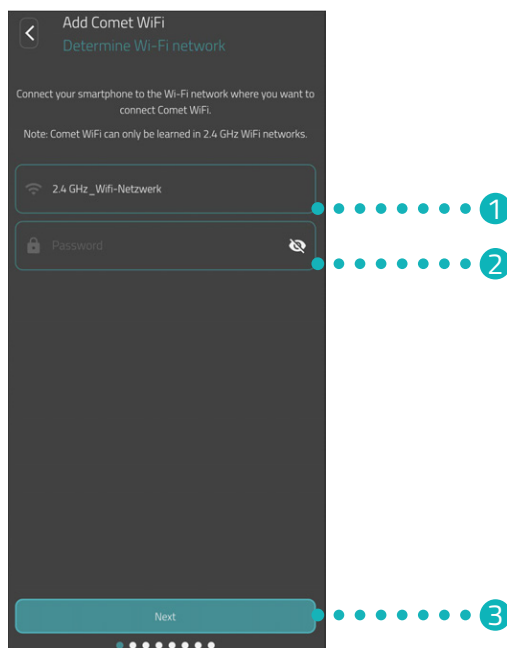 Add Comet WiFi
Determine Wi-Fi network
Connect your smartphone to the Wi-Fi network where you want to
connect Comet WiFi.
Note: Comet WiFi can only be learned in 2.4 GHz WiFi networks.
2.4 GHz_Wifi-Netzwerk
1
Password
2
Next
3